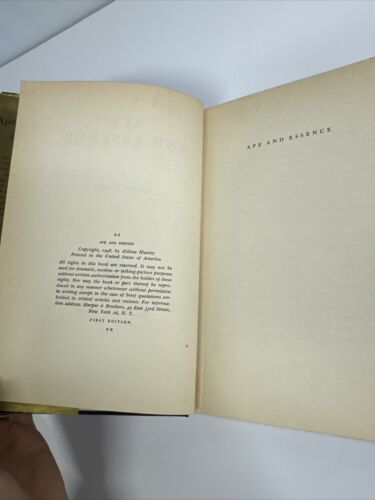 Ape
8-8
APE AND ESSENCE
Copyright, 1948, by Aldous Huxley
Printed in the United States of America
All rights in this book are reserved. It may not be
used for dramatic, motion- or talking-picture purposes
without written authorization from the holder of these
rights. Nor may the book or part thereof be repro-
duced in any manner whatsoever without permission
in writing except in the case of brief quotations em-
bodied in critical articles and reviews. For informa-
tion address: Harper & Brothers, 49 East 33rd Street,
New York 16, N. Y.
FIRST EDITION
APE AND ESSENCE